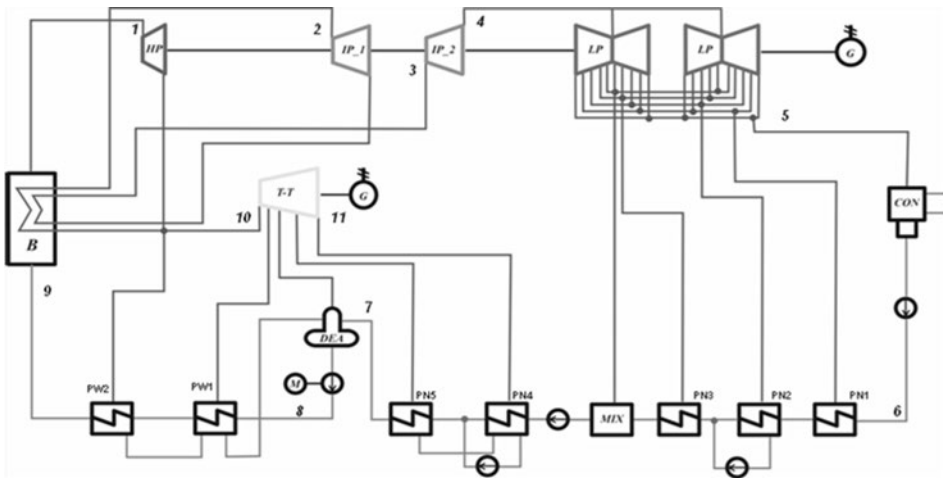 1
2
4
HP
IP_1
IP_2
LP
LP
G
3
5
T-T
G
CON
10
11
B
9
7
DEA
PW2
PW1
M
8
PN5
PN4
MIX
PN3
PN2
PN1
6